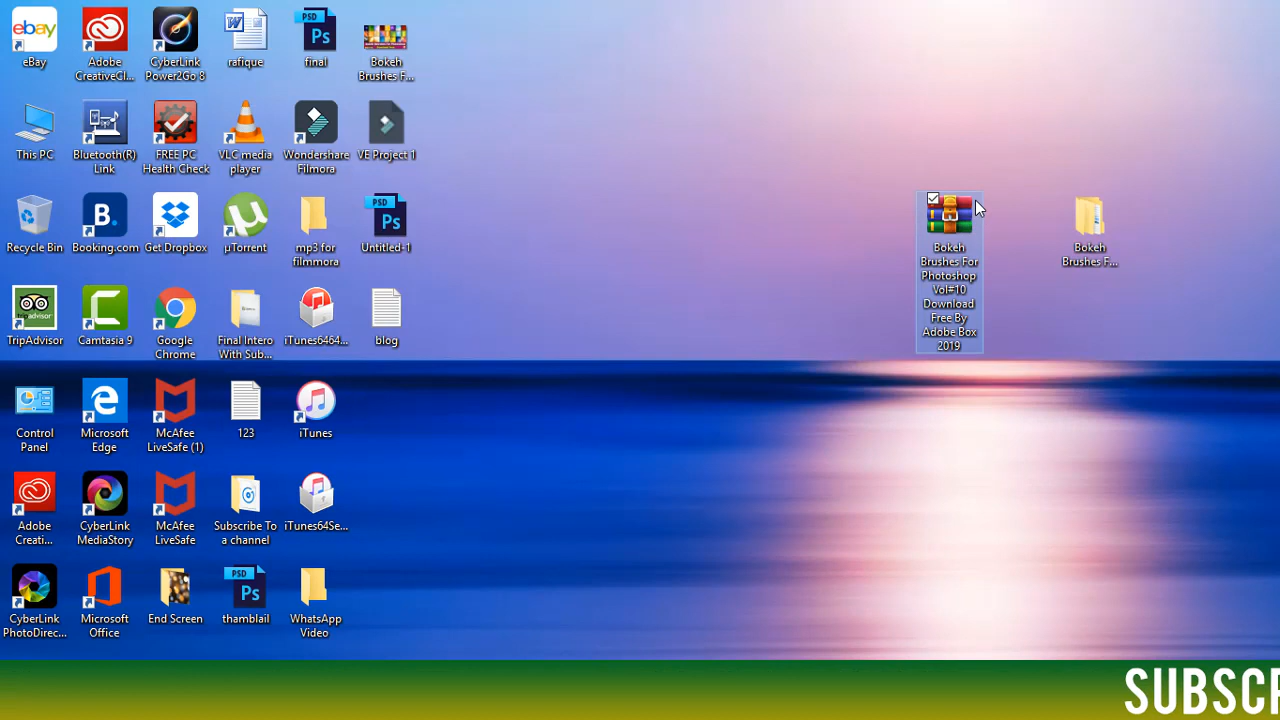 ebay
eBay
Adobe
CreativeCl...
CyberLink
Power2Go 8
W
rafique
PSD
Ps
final
Bokeh
Brushes F...
This PC
Bluetooth(R)
Link
FREE PC
Health Check
VLC media
player
Wondershare
Filmora
VE Project 1
Recycle Bin
B.
Booking.com
Get Dropbox
µTorrent
mp3 for
filmmora
PSD
Ps
Untitled-1
Bokeh
Brushes For
Photoshop
Vol#10
Download
Free By
Adobe Box
2019
Bokeh
Brushes F...
TripAdvisor
Camtasia 9
Google
Chrome
Final Intero
With Sub...
iTunes6464...
blog
Control
Panel
Microsoft
Edge
McAfee
LiveSafe (1)
123
iTunes
Adobe
Creati...
CyberLink
MediaStory
McAfee
LiveSafe
Subscribe To
a channel
iTunes64Se...
CyberLink
PhotoDirec...
Microsoft
Office
End Screen
PSD
Ps
thamblail
WhatsApp
Video
SUBSC